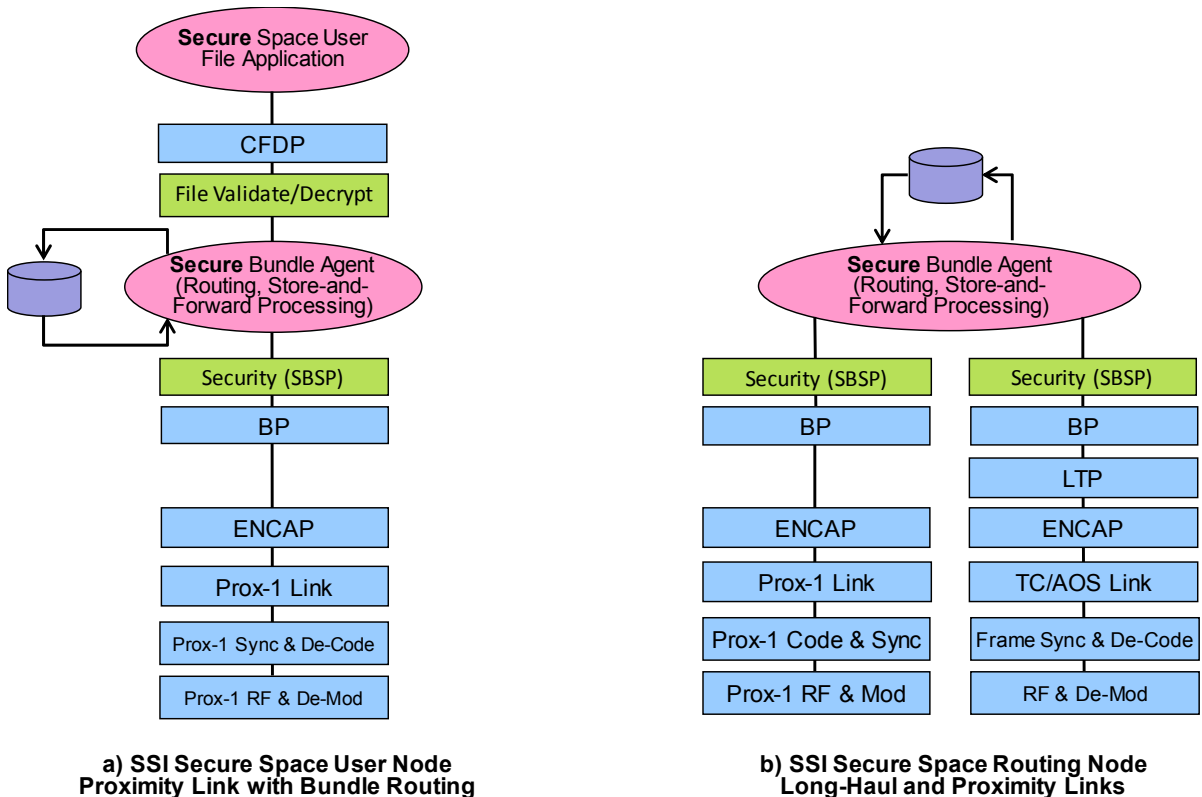 Secure Space User
File Application
CFDP
File Validate/Decrypt
Secure Bundle Agent
(Routing, Store-and-
Forward Processing)
Security (SBSP)
BP
ENCAP
Prox-1 Link
Prox-1 Sync & De-Code
Prox-1 RF & De-Mod
a) SSI Secure Space User Node
Proximity Link with Bundle Routing
Secure Bundle Agent
(Routing, Store-and-
Forward Processing)
Security (SBSP)
BP
ENCAP
Prox-1 Link
Prox-1 Code & Sync
Prox-1 RF & Mod
Security (SBSP)
BP
LTP
ENCAP
TC/AOS Link
Frame Sync & De-Code
RF & De-Mod
b) SSI Secure Space Routing Node
Long-Haul and Proximity Links